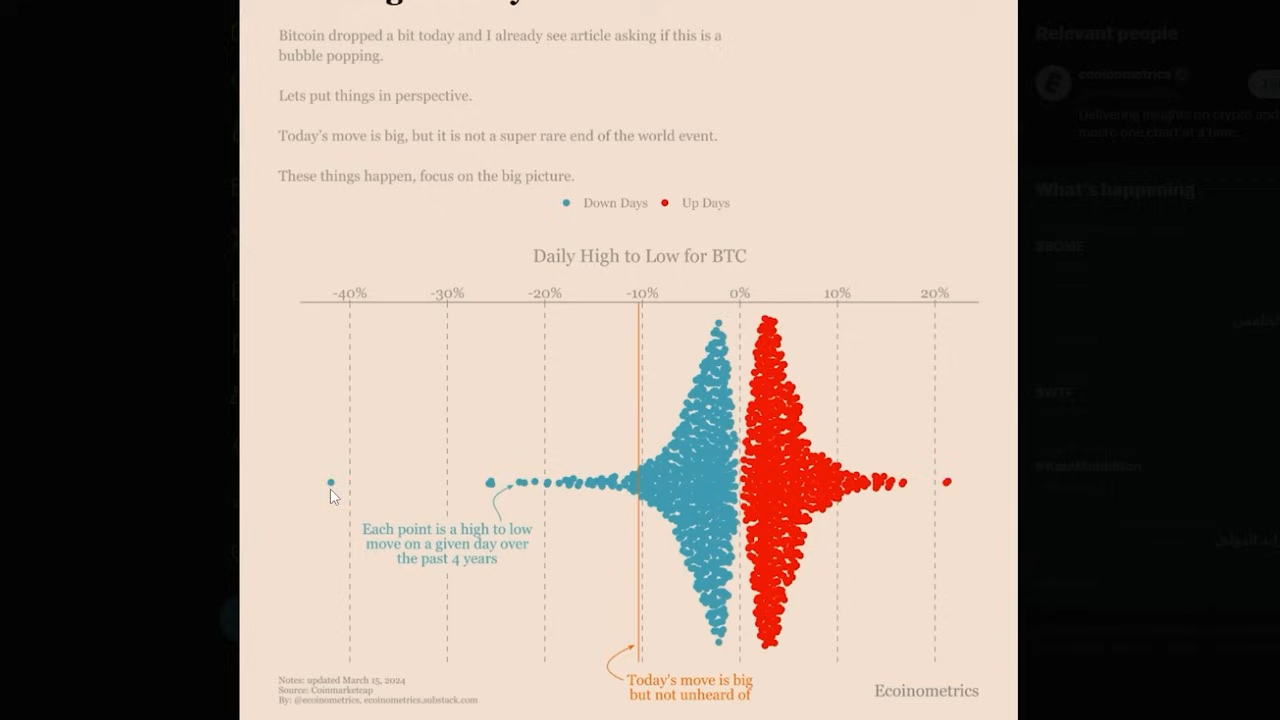 Bitcoin dropped a bit today and I already see article asking if this is a
bubble popping.
Lets put things in perspective.
Today's move is big, but it is not a super rare end of the world event.
These things happen, focus on the big picture.
Down Days Up Days
Daily High to Low for BTC
-40% -30% -20% -10% 0% 10% 20%
Each point is a high to low
move on a given day over
the past 4 years
Today's move is big
but not unheard of
Notes: updated March 15, 2024
Source: Coinmarketcap
By: @ecoinometrics, ecoinometrics.substack.com
Ecoinometrics
Relevant people
ecoinometrics
Delivering insights on crypto and
macro one chart at a time.
What's happening
$BOME
$WTF